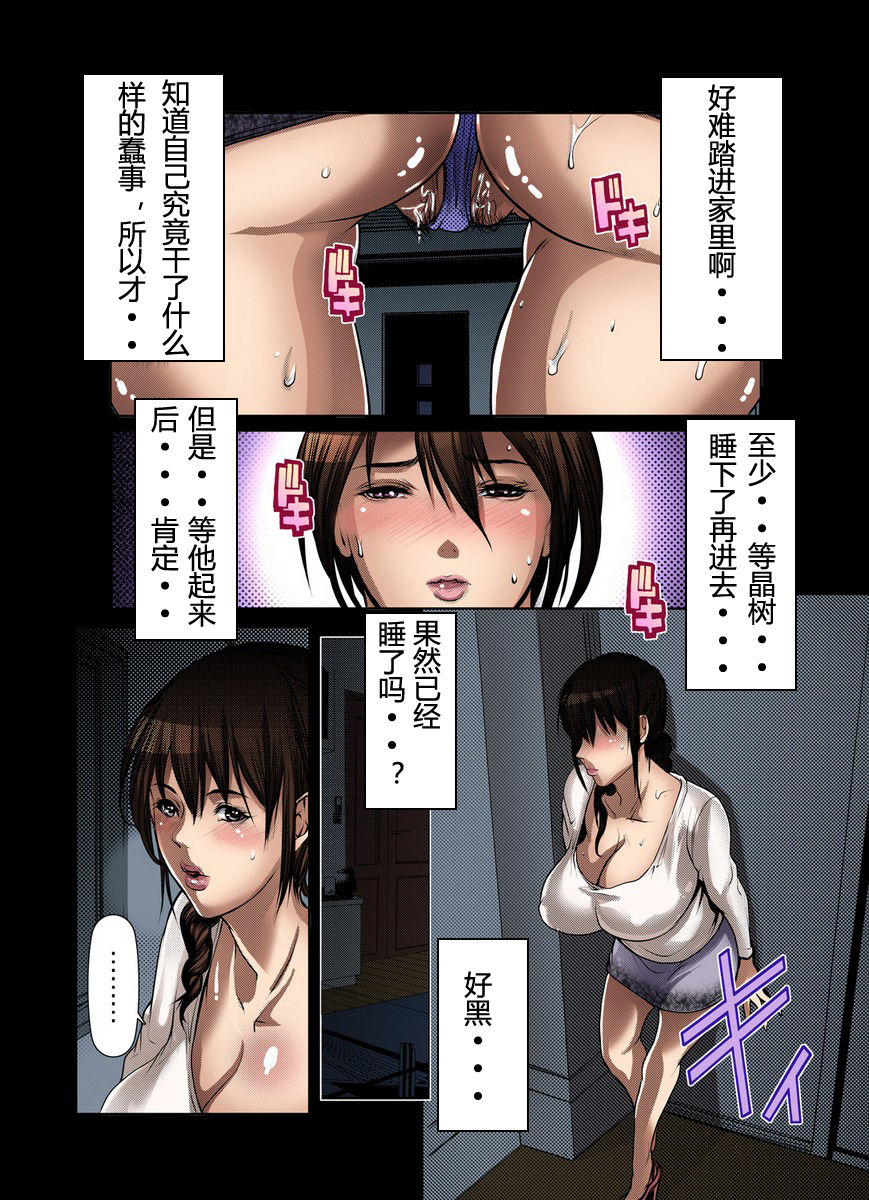 好难踏进家里啊・・・
知道自己究竟干了什么
样的蠢事，所以才・・
ドキ
ドキ
至少・・等晶树・・
睡下了再进去・・・
但是・・等他起来
后・・・肯定・・
ドキ
ドキ
果然已经
睡了吗・・・？
好黑・・・
ギィ
………